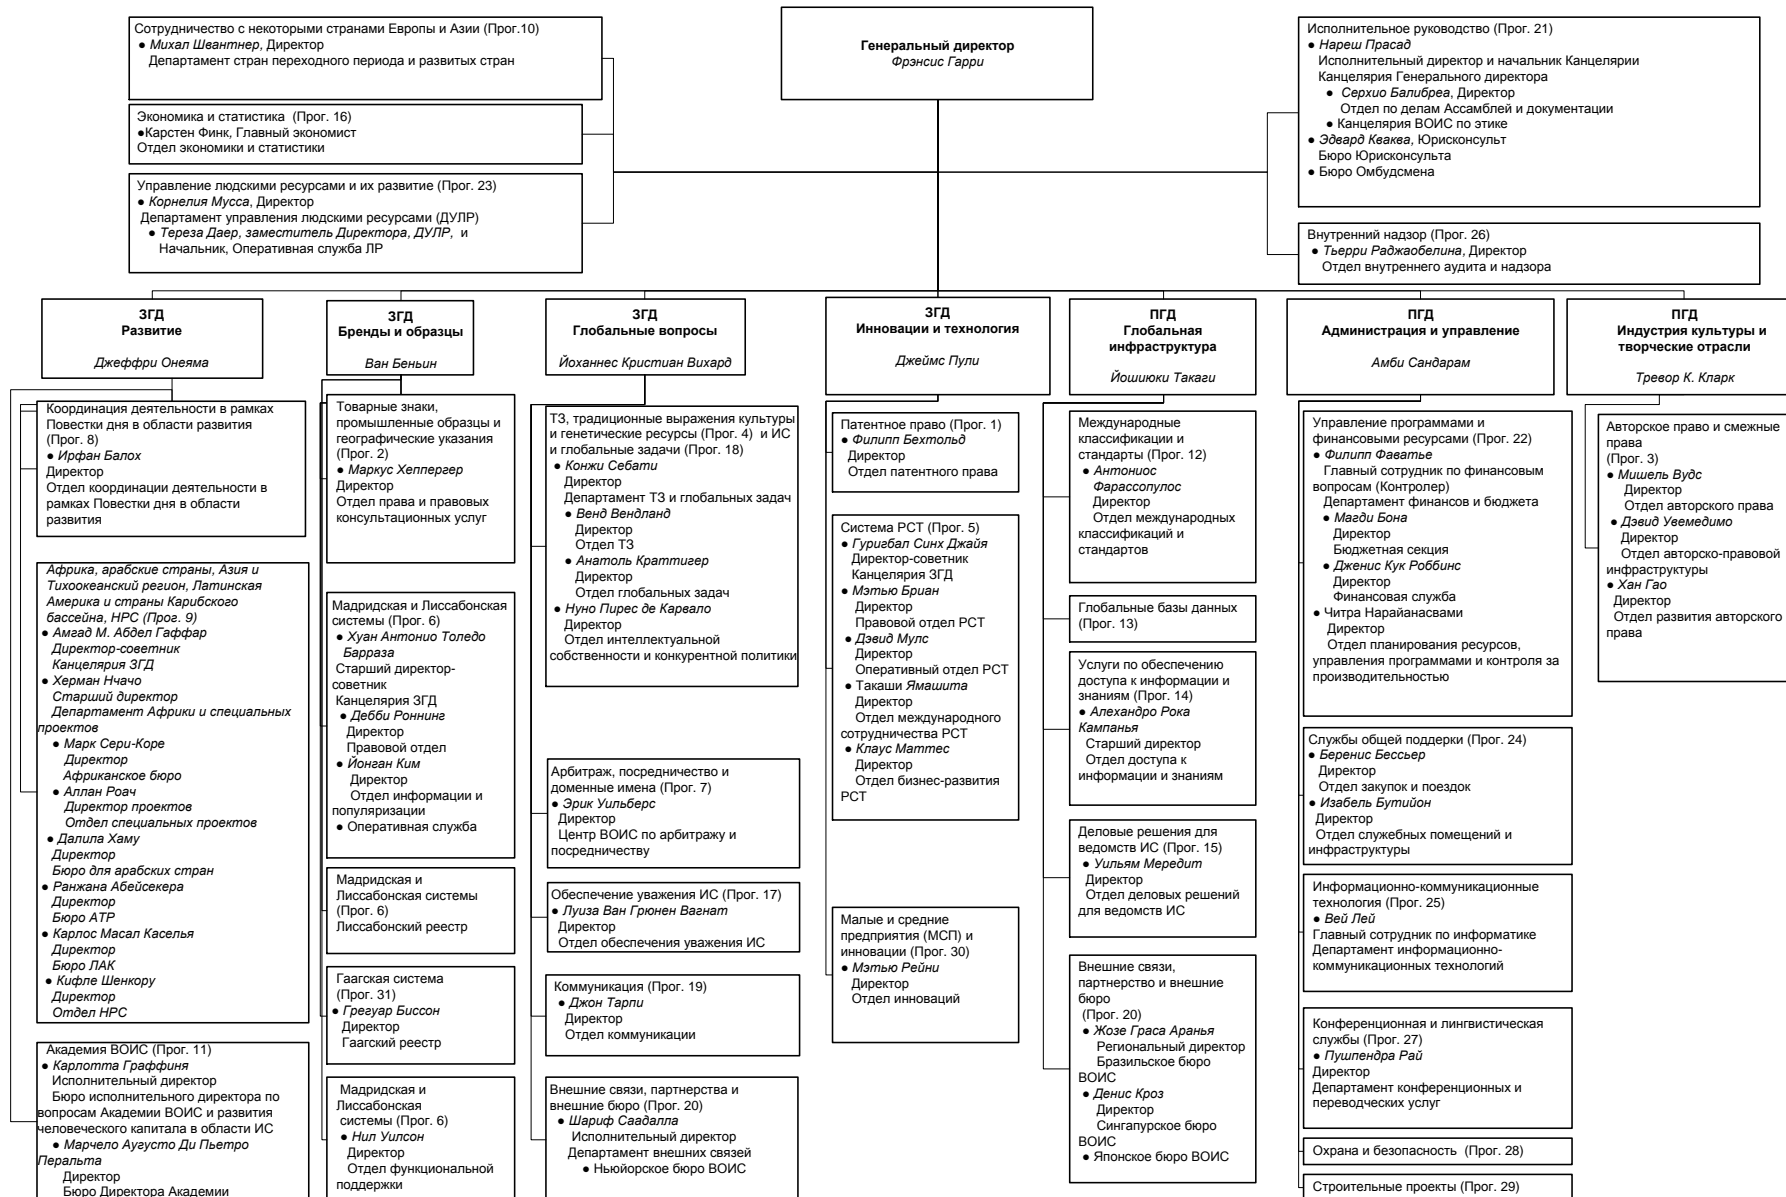 Сотрудничество с некоторыми странами Европы и Азии (Прог.10)
● Михал Швантнер, Директор
Департамент стран переходного периода и развитых стран
Экономика и статистика (Прог. 16)
●Карстен Финк, Главный экономист
Отдел экономики и статистики
Управление людскими ресурсами и их развитие (Прог. 23)
● Корнелия Мусса, Директор
Департамент управления людскими ресурсами (ДУЛР)
● Тереза Даер, заместитель Директора, ДУЛР, и
Начальник, Оперативная служба ЛР
Генеральный директор
Фрэнсис Гарри
Исполнительное руководство (Прог. 21)
● Нареш Прасад
Исполнительный директор и начальник Канцелярии
Канцелярия Генерального директора
● Серхио Балибреа, Директор
Отдел по делам Ассамблей и документации
● Канцелярия ВОИС по этике
● Эдвард Кваква, Юрисконсульт
Бюро Юрисконсульта
● Бюро Омбудсмена
Внутренний надзор (Прог. 26)
● Тьерри Раджаобелина, Директор
Отдел внутреннего аудита и надзора
ЗГД
Развитие
Джеффри Онеяма
Координация деятельности в рамках
Повестки дня в области развития
(Прог. 8)
● Ирфан Балох
Директор
Отдел координации деятельности в
рамках Повестки дня в области
развития
Африка, арабские страны, Азия и
Тихоокеанский регион, Латинская
Америка и страны Карибского
бассейна, НРС (Прог. 9)
● Амгад М. Абдел Гаффар
Директор-советник
Канцелярия ЗГД
● Херман Нчачо
Старший директор
Департамент Африки и специальных
проектов
● Марк Сери-Коре
Директор
Африканское бюро
● Аллан Роач
Директор проектов
Отдел специальных проектов
● Далила Хаму
Директор
Бюро для арабских стран
● Ранжана Абейсекера
Директор
Бюро АТР
● Карлос Масал Каселья
Директор
Бюро ЛАК
● Кифле Шенкору
Директор
Отдел НРС
Академия ВОИС (Прог. 11)
● Карлотта Граффиня
Исполнительный директор
Бюро исполнительного директора по
вопросам Академии ВОИС и развития
человеческого капитала в области ИС
● Марчело Аугусто Ди Пьетро
Перальта
Директор
Бюро Директора Академии
ЗГД
Бренды и образцы
Ван Беньин
Товарные знаки,
промышленные образцы и
географические указания
(Прог. 2)
● Маркус Хеппергер
Директор
Отдел права и правовых
консультационных услуг
Мадридская и Лиссабонская
системы (Прог. 6)
● Хуан Антонио Толедо
Барраза
Старший директор-
советник
Канцелярия ЗГД
● Дебби Роннинг
Директор
Правовой отдел
● Йонган Ким
Директор
Отдел информации и
популяризации
● Оперативная служба
Мадридская и
Лиссабонская системы
(Прог. 6)
Лиссабонский реестр
Гаагская система
(Прог. 31)
● Грегуар Биссон
Директор
Гаагский реестр
Мадридская и
Лиссабонская
системы (Прог. 6)
● Нил Уилсон
Директор
Отдел функциональной
поддержки
ЗГД
Глобальные вопросы
Йоханнес Кристиан Вихард
ТЗ, традиционные выражения культуры
и генетические ресурсы (Прог. 4) и ИС
и глобальные задачи (Прог. 18)
● Конжи Себати
Директор
Департамент ТЗ и глобальных задач
● Венд Вендланд
Директор
Отдел ТЗ
● Анатоль Краттигер
Директор
Отдел глобальных задач
● Нуно Пирес де Карвало
Директор
Отдел интеллектуальной
собственности и конкурентной политики
Арбитраж, посредничество и
доменные имена (Прог. 7)
● Эрик Уильберс
Директор
Центр ВОИС по арбитражу и
посредничеству
Обеспечение уважения ИС (Прог. 17)
● Луиза Ван Грюнен Вагнат
Директор
Отдел обеспечения уважения ИС
Коммуникация (Прог. 19)
● Джон Тарпи
Директор
Отдел коммуникации
Внешние связи, партнерства и
внешние бюро (Прог. 20)
● Шариф Саадалла
Исполнительный директор
Департамент внешних связей
● Ньюйорское бюро ВОИС
ЗГД
Инновации и технология
Джеймс Пули
Патентное право (Прог. 1)
● Филипп Бехтольд
Директор
Отдел патентного права
Система РСТ (Прог. 5)
● Гуригбал Синх Джайя
Директор-советник
Канцелярия ЗГД
● Мэтью Бриан
Директор
Правовой отдел РСТ
● Дэвид Мулс
Директор
Оперативный отдел РСТ
● Такаши Ямашита
Директор
Отдел международного
сотрудничества РСТ
● Клаус Маттес
Директор
Отдел бизнес-развития
РСТ
Малые и средние
предприятия (МСП) и
инновации (Прог. 30)
● Мэтью Рейни
Директор
Отдел инноваций
ПГД
Глобальная
инфраструктура
Йошиюки Такаги
Международные
классификации и
стандарты (Прог. 12)
● Антониос
Фарассопулос
Директор
Отдел международных
классификаций и
стандартов
Глобальные базы данных
(Прог. 13)
Услуги по обеспечению
доступа к информации и
знаниям (Прог. 14)
● Алехандро Рока
Кампанья
Старший директор
Отдел доступа к
информации и знаниям
Деловые решения для
ведомств ИС (Прог. 15)
● Уильям Мередит
Директор
Отдел деловых решений
для ведомств ИС
Внешние связи,
партнерство и внешние
бюро
(Прог. 20)
● Жозе Граса Аранья
Региональный директор
Бразильское бюро
ВОИС
● Денис Кроз
Директор
Сингапурское бюро
ВОИС
● Японское бюро ВОИС
ПГД
Администрация и управление
Амби Сандарам
Управление программами и
финансовыми ресурсами (Прог. 22)
● Филипп Фаватье
Главный сотрудник по финансовым
вопросам (Контролер)
Департамент финансов и бюджета
● Магди Бона
Директор
Бюджетная секция
● Дженис Кук Роббинс
Директор
Финансовая служба
● Читра Нарайанасвами
Директор
Отдел планирования ресурсов,
управления программами и контроля за
производительностью
Службы общей поддержки (Прог. 24)
● Беренис Бессьер
Директор
Отдел закупок и поездок
● Изабель Бутийон
Директор
Отдел служебных помещений и
инфраструктуры
Информационно-коммуникационные
технология (Прог. 25)
● Вей Лей
Главный сотрудник по информатике
Департамент информационно-
коммуникационных технологий
Конференционная и лингвистическая
службы (Прог. 27)
● Пушпендра Рай
Директор
Департамент конференционных и
переводческих услуг
Охрана и безопасность (Прог. 28)
Строительные проекты (Прог. 29)
ПГД
Индустрия культуры и
творческие отрасли
Тревор К. Кларк
Авторское право и смежные
права
(Прог. 3)
● Мишель Вудс
Директор
Отдел авторского права
● Дэвид Увемедимо
Директор
Отдел авторско-правовой
инфраструктуры
● Хан Гао
Директор
Отдел развития авторского
права